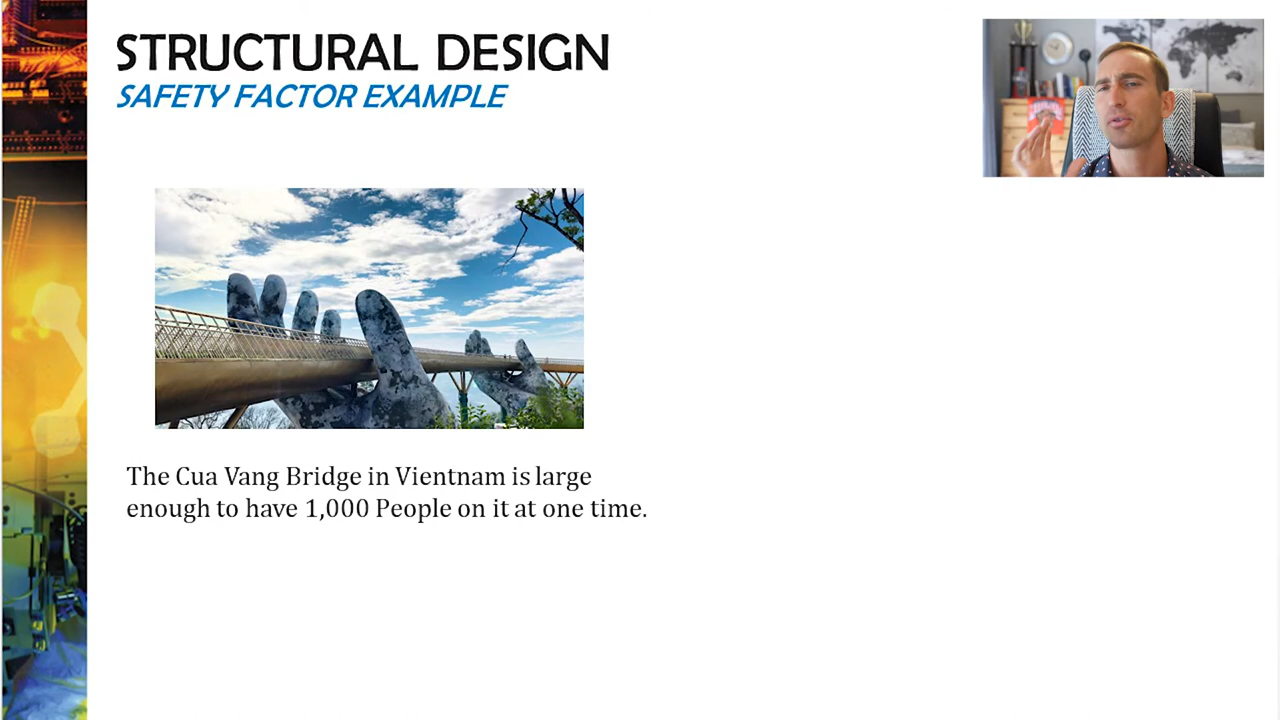 STRUCTURAL DESIGN
SAFETY FACTOR EXAMPLE
The Cua Vang Bridge in Vientnam is large
enough to have 1,000 People on it at one time.